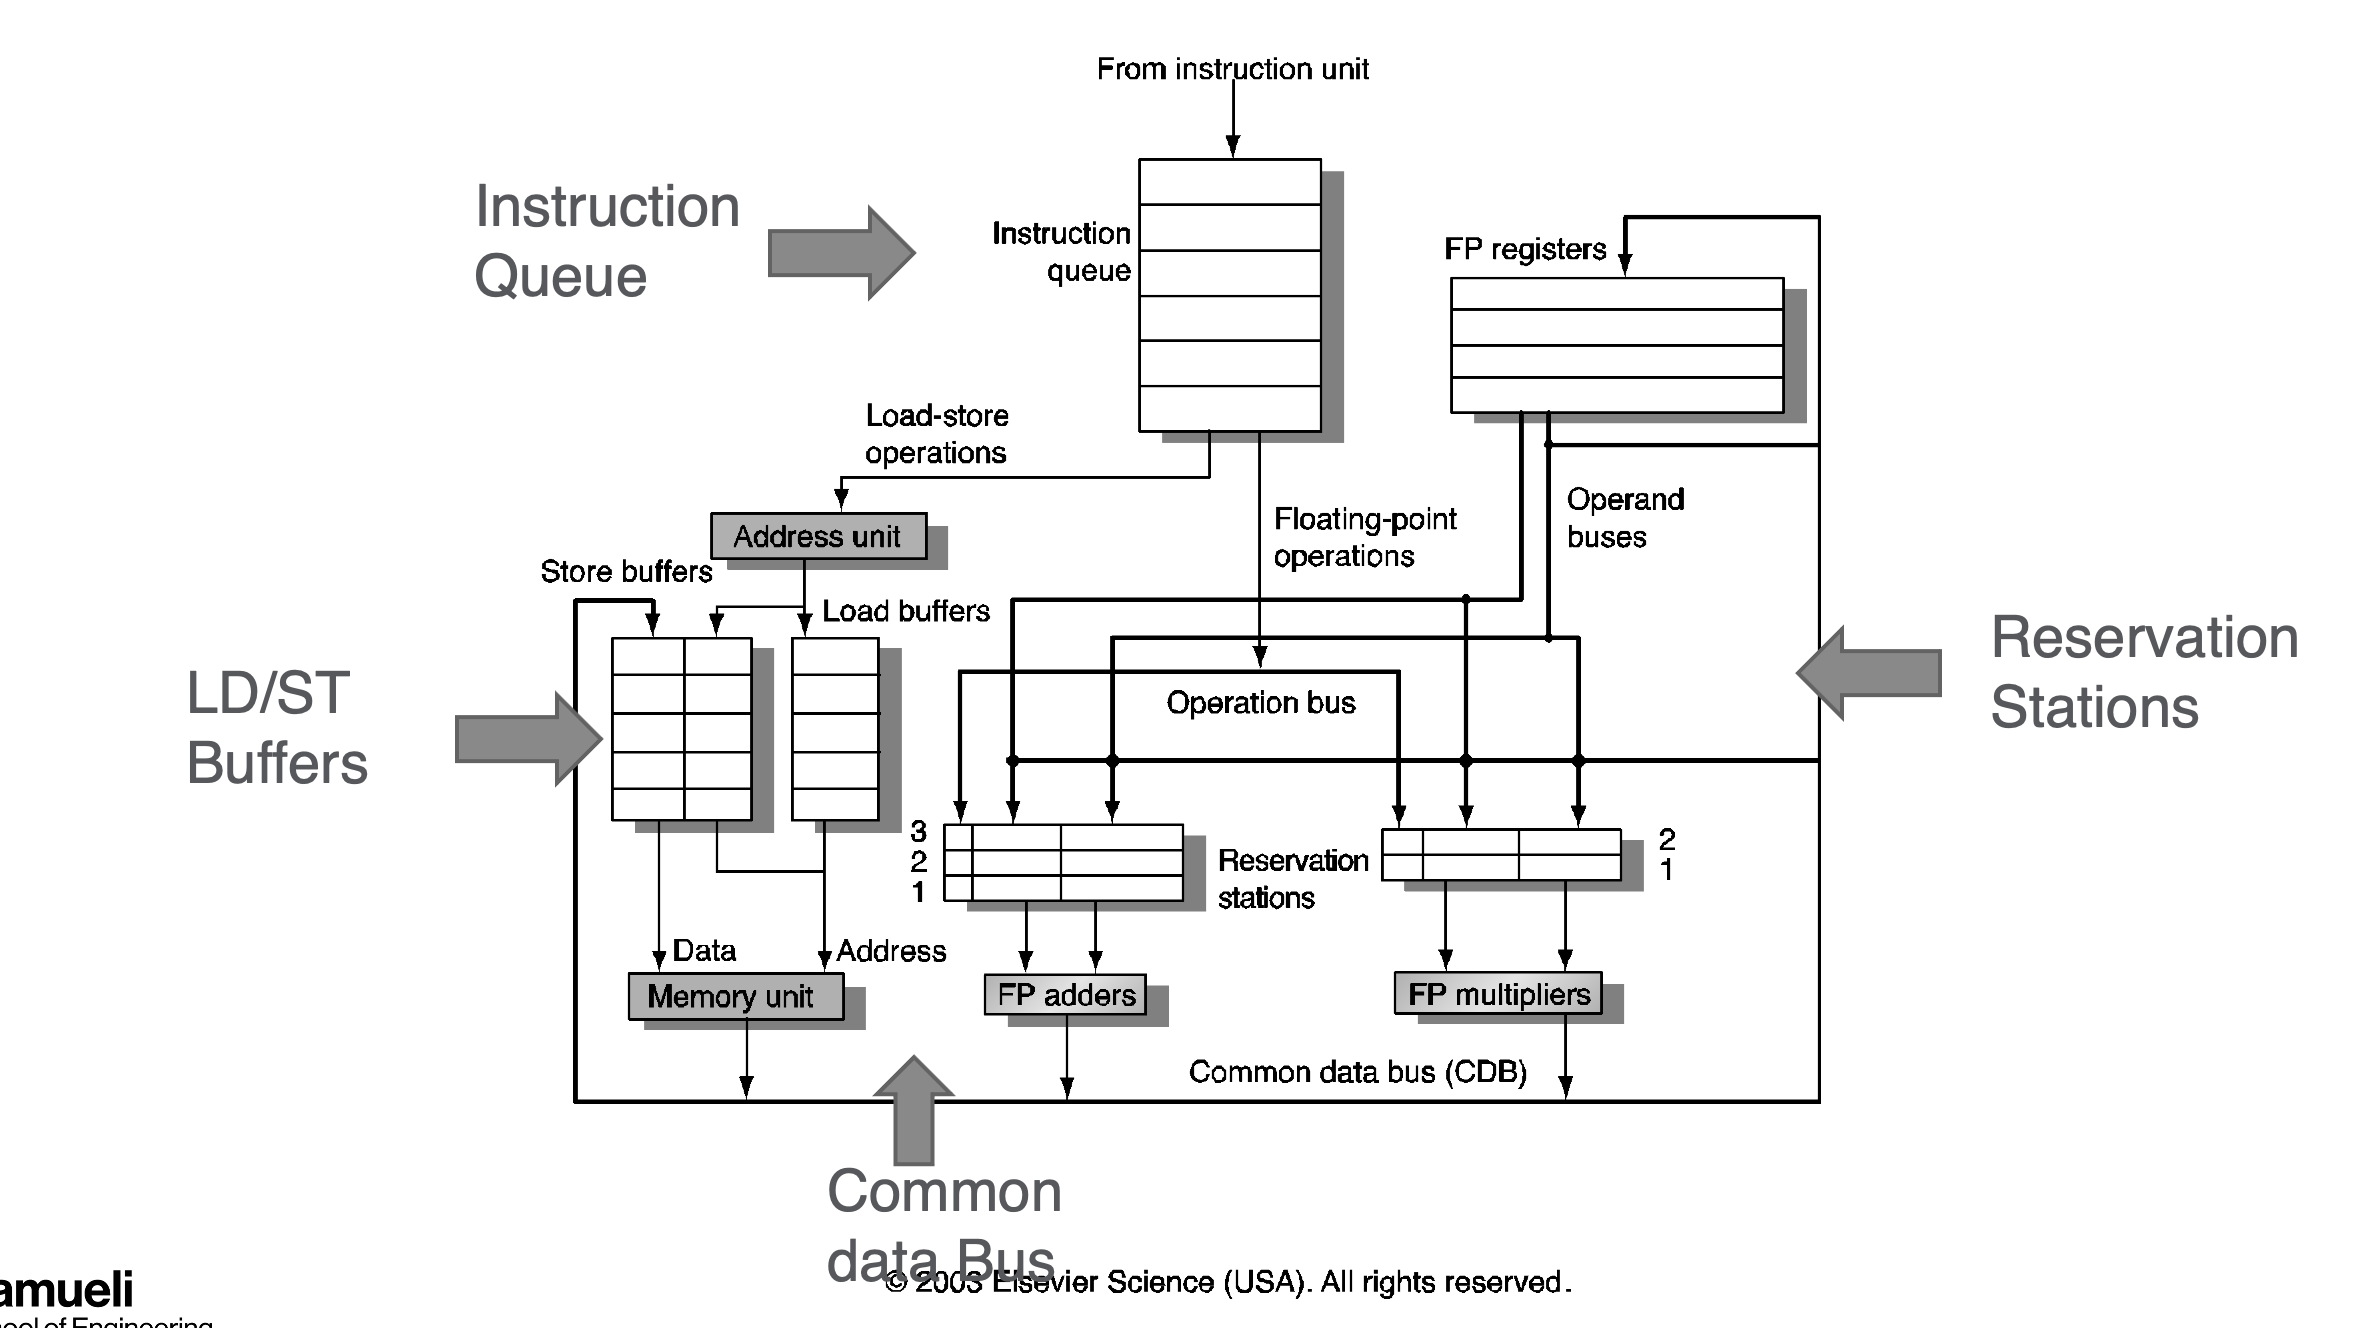 From instruction unit
Instruction
Queue
Instruction
queue
FP registers
Load-store
operations
Address unit
Floating-point
operations
Operand
buses
Store buffers
Load buffers
LD/ST
Buffers
Operation bus
Reservation
Stations
3
2
1
Reservation
stations
2
1
Data
Address
Memory unit
FP adders
FP multipliers
Common data bus (CDB)
Common
data Bus
© 2003 Elsevier Science (USA). All rights reserved.
amueli
ool of Engineering